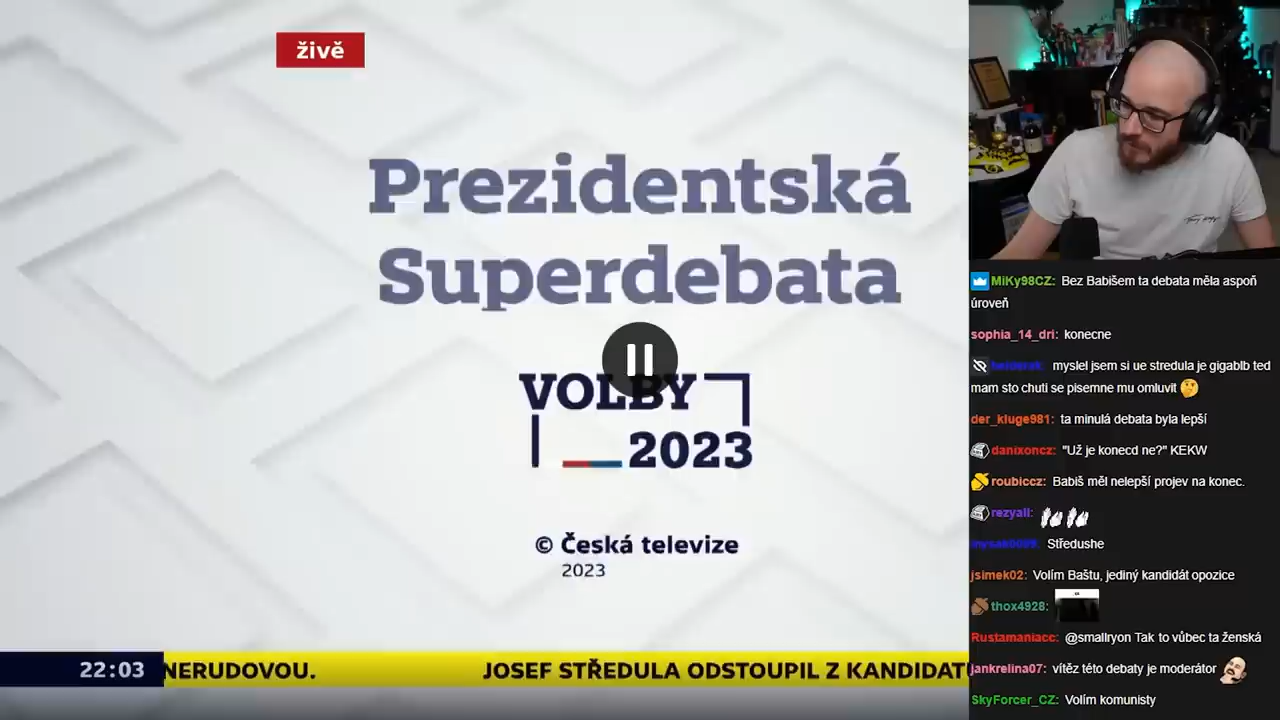 živě
Prezidentská
Superdebata
VOLBY
2023
© Česká televize
2023
22:03 NERUDOVOU. JOSEF STŘEDULA ODSTOUPIL Z KANDIDAT
MiKy98CZ: Bez Babišem ta debata měla aspoň
úroveň
sophia_14_dri: konecne
myslel jsem si ue stredula je gigablb ted
mam sto chuti se pisemne mu omluvit
der_kluge981: ta minulá debata byla lepší
danixoncz: "Už je konecd ne?" KEKW
roubiccz: Babiš měl nelepší projev na konec.
rezyall:
Středushe
jsimek02: Volím Baštu, jediný kandidát opozice
thox4928:
Rustamaniacc: @smallryon Tak to vůbec ta ženská
jankrelina07: vítěz této debaty je moderátor
SkyForcer_CZ: Volím komunisty